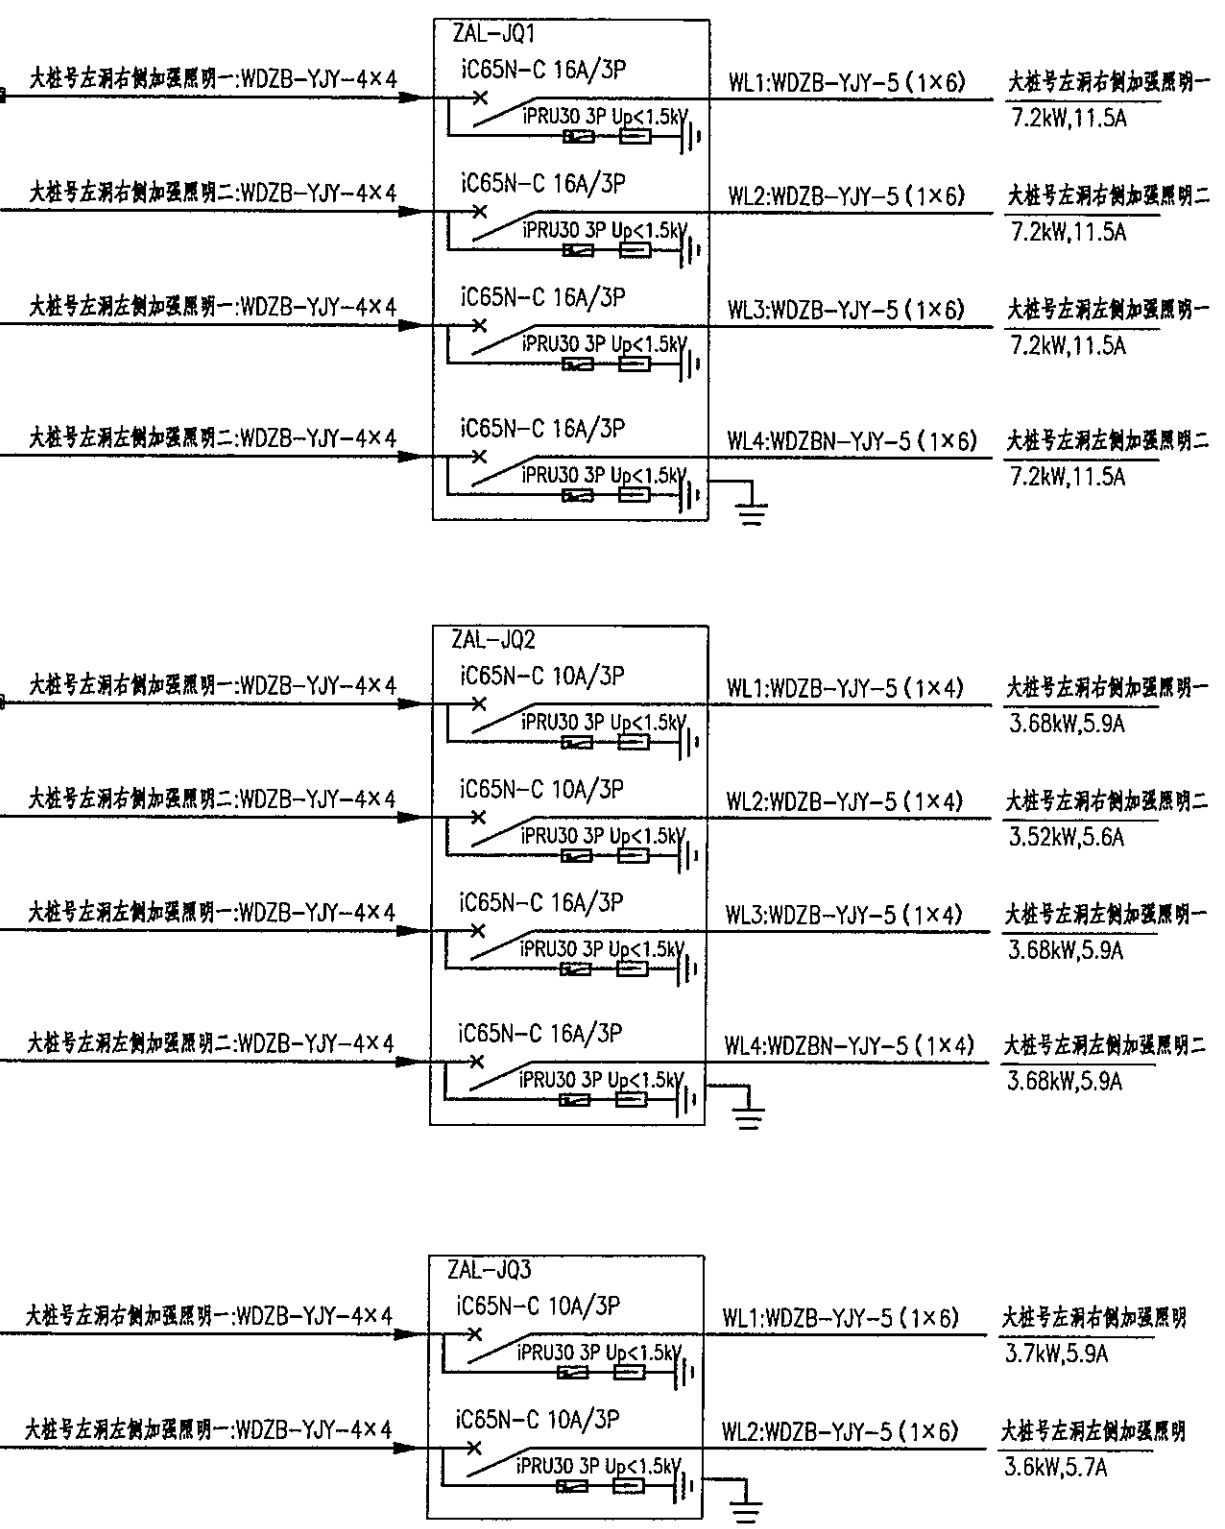 ZAL-JQ1
大桩号左洞右侧加强照明一:WDZB-YJY-4×4
iC65N-C 16A/3P
WL1:WDZB-YJY-5(1×6)
大桩号左洞右侧加强照明一
iPRU30 3P Up<1.5kV
7.2kW,11.5A
大桩号左洞右侧加强照明二:WDZB-YJY-4×4
iC65N-C 16A/3P
WL2:WDZB-YJY-5(1×6)
大桩号左洞右侧加强照明二
iPRU30 3P Up<1.5kV
7.2kW,11.5A
大桩号左洞左侧加强照明一:WDZB-YJY-4×4
iC65N-C 16A/3P
WL3:WDZB-YJY-5(1×6)
大桩号左洞左侧加强照明一
iPRU30 3P Up<1.5kV
7.2kW,11.5A
大桩号左洞左侧加强照明二:WDZB-YJY-4×4
iC65N-C 16A/3P
WL4:WDZBN-YJY-5(1×6)
大桩号左洞左侧加强照明二
iPRU30 3P Up<1.5kV
7.2kW,11.5A
ZAL-JQ2
大桩号左洞右侧加强照明一:WDZB-YJY-4×4
iC65N-C 10A/3P
WL1:WDZB-YJY-5(1×4)
大桩号左洞右侧加强照明一
iPRU30 3P Up<1.5kV
3.68kW,5.9A
大桩号左洞右侧加强照明二:WDZB-YJY-4×4
iC65N-C 10A/3P
WL2:WDZB-YJY-5(1×4)
大桩号左洞右侧加强照明二
iPRU30 3P Up<1.5kV
3.52kW,5.6A
大桩号左洞左侧加强照明一:WDZB-YJY-4×4
iC65N-C 16A/3P
WL3:WDZB-YJY-5(1×4)
大桩号左洞左侧加强照明一
iPRU30 3P Up<1.5kV
3.68kW,5.9A
大桩号左洞左侧加强照明二:WDZB-YJY-4×4
iC65N-C 16A/3P
WL4:WDZBN-YJY-5(1×4)
大桩号左洞左侧加强照明二
iPRU30 3P Up<1.5kV
3.68kW,5.9A
ZAL-JQ3
大桩号左洞右侧加强照明一:WDZB-YJY-4×4
iC65N-C 10A/3P
WL1:WDZB-YJY-5(1×6)
大桩号左洞右侧加强照明
iPRU30 3P Up<1.5kV
3.7kW,5.9A
大桩号左洞左侧加强照明一:WDZB-YJY-4×4
iC65N-C 10A/3P
WL2:WDZB-YJY-5(1×6)
大桩号左洞左侧加强照明
iPRU30 3P Up<1.5kV
3.6kW,5.7A